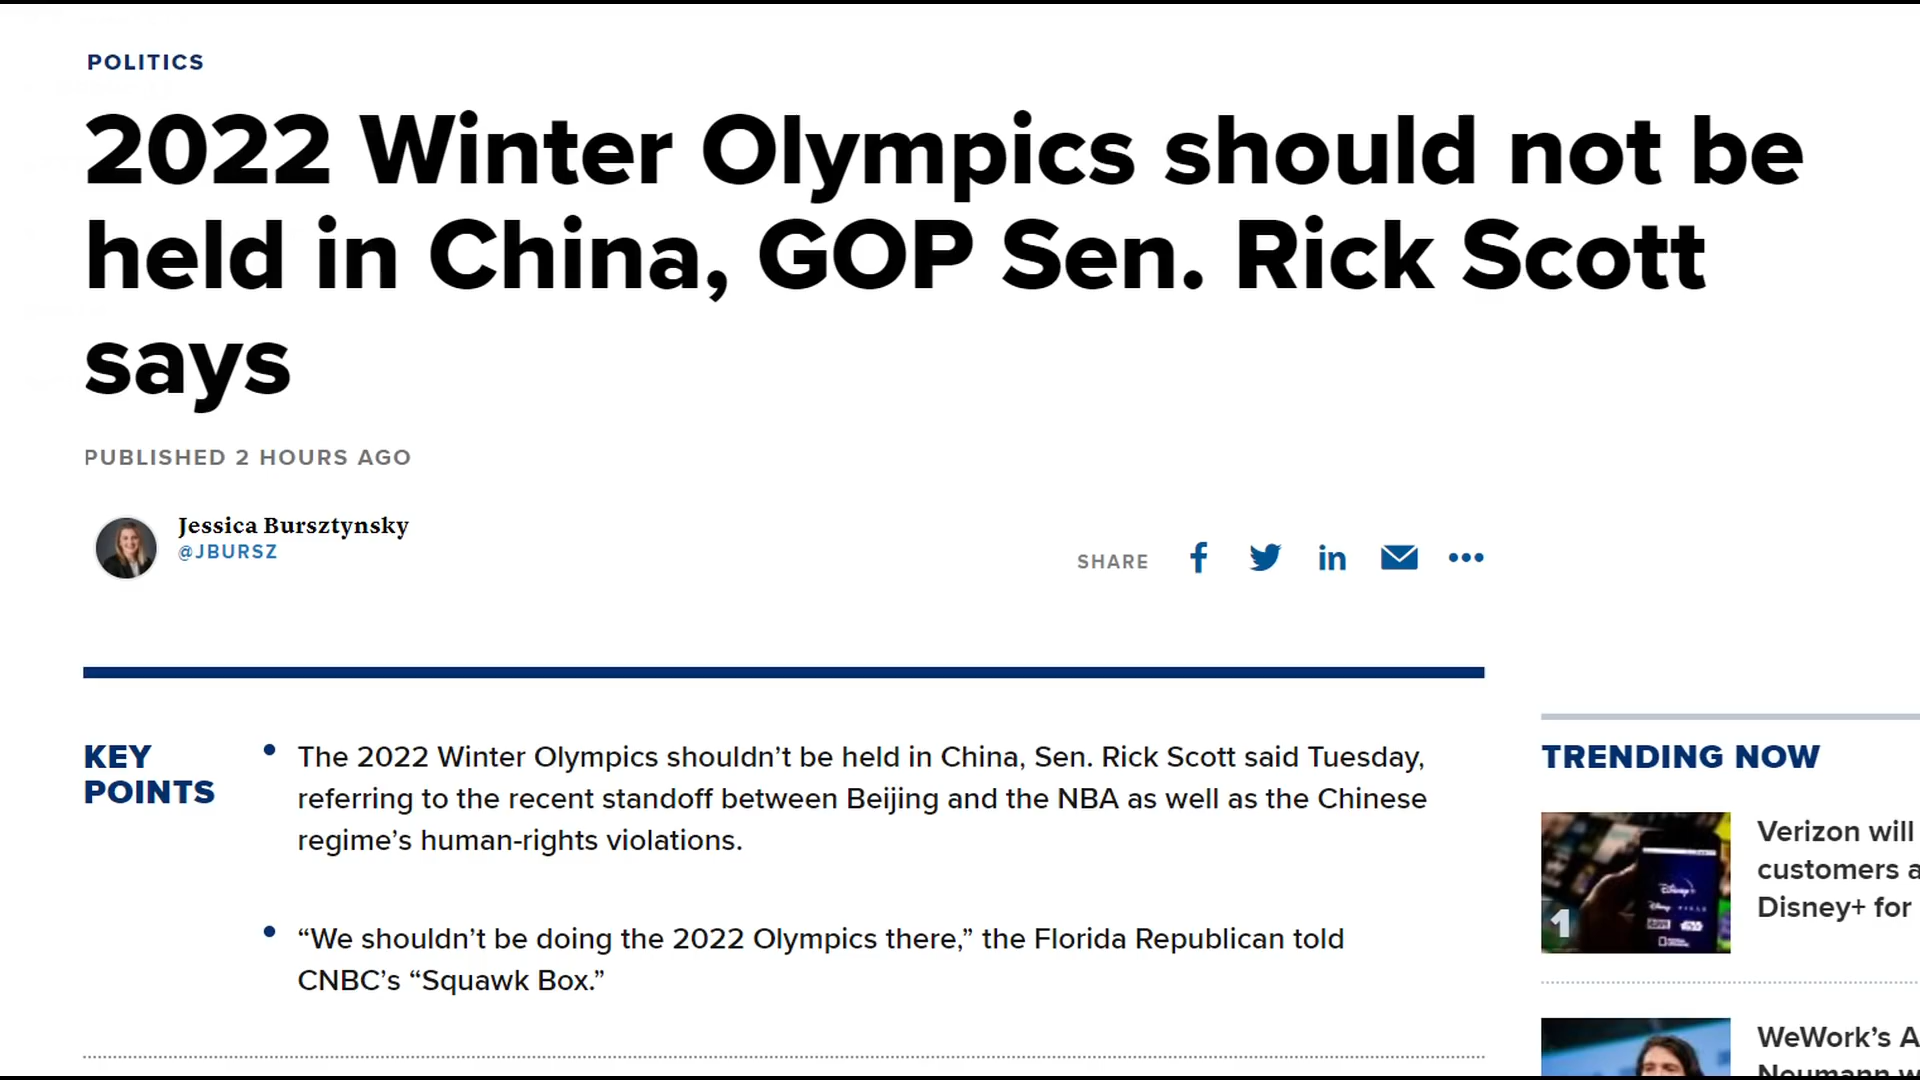 POLITICS
2022 Winter Olympics should not be
held in China, GOP Sen. Rick Scott
says
PUBLISHED 2 HOURS AGO
Jessica Bursztynsky
@JBURSZ
SHARE
KEY
POINTS
• The 2022 Winter Olympics shouldn’t be held in China, Sen. Rick Scott said Tuesday,
referring to the recent standoff between Beijing and the NBA as well as the Chinese
regime’s human-rights violations.
• “We shouldn’t be doing the 2022 Olympics there,” the Florida Republican told
CNBC’s “Squawk Box.”
TRENDING NOW
1
Disney+
Verizon will
customers a
Disney+ for
WeWork’s A
Neumann w